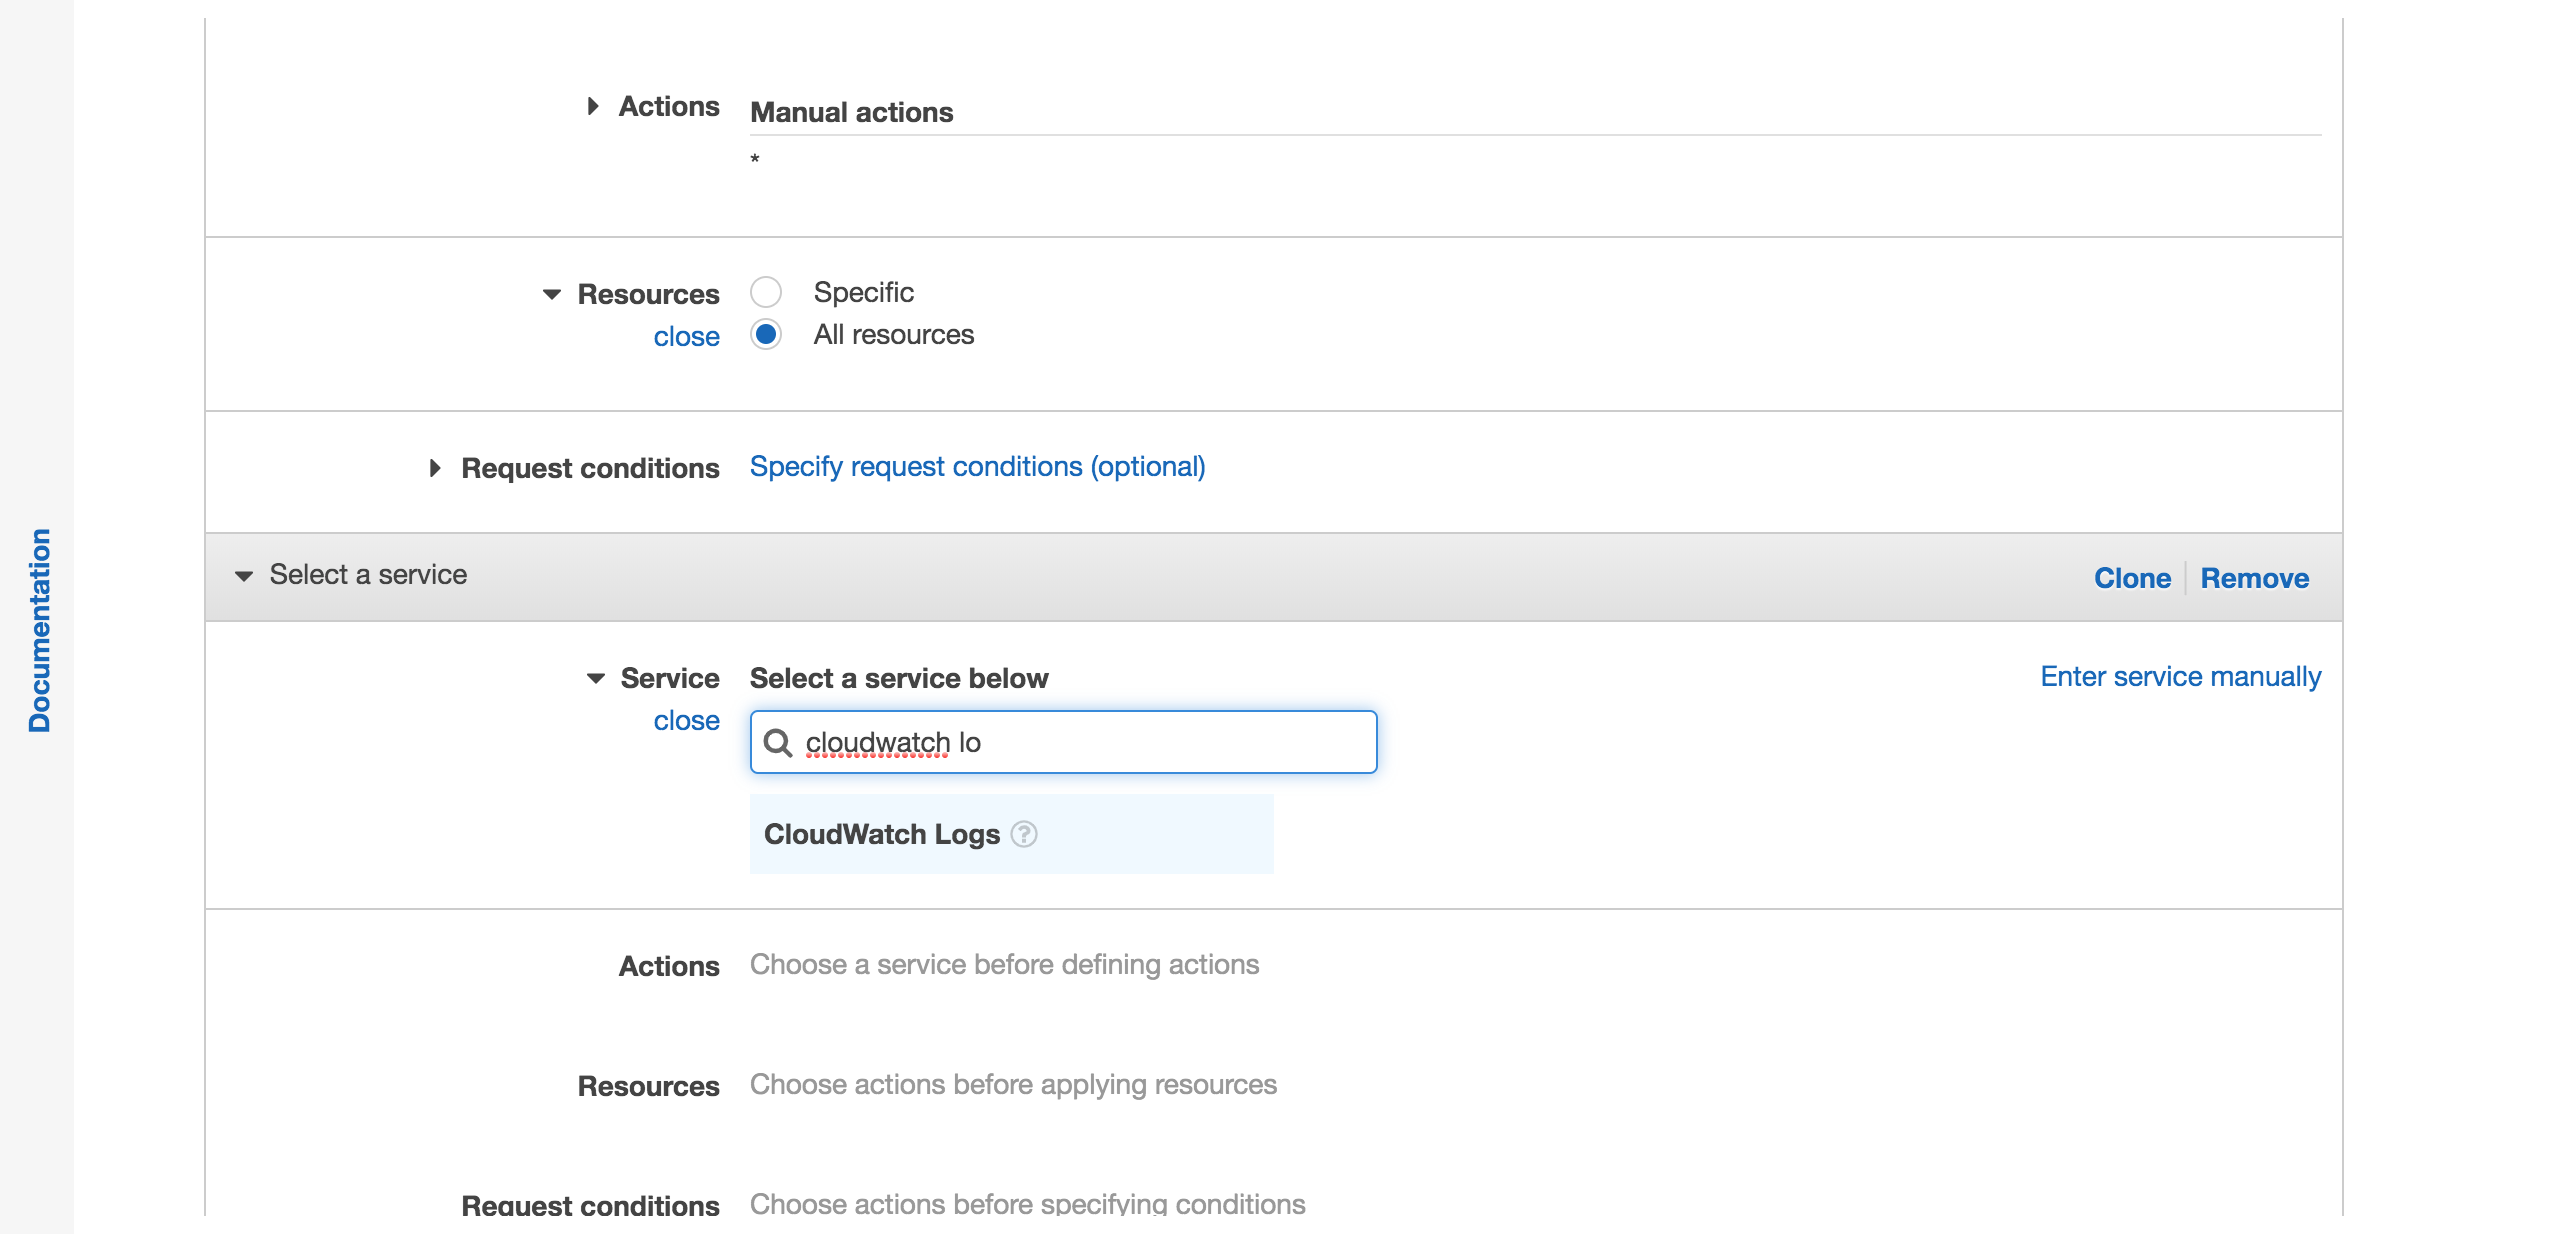 Documentation
Actions Manual actions
*
Resources Specific
close All resources
Request conditions Specify request conditions (optional)
Select a service Clone Remove
Service Select a service below Enter service manually
close cloudwatch lo
CloudWatch Logs ?
Actions Choose a service before defining actions
Resources Choose actions before applying resources
Request conditions Choose actions before specifying conditions